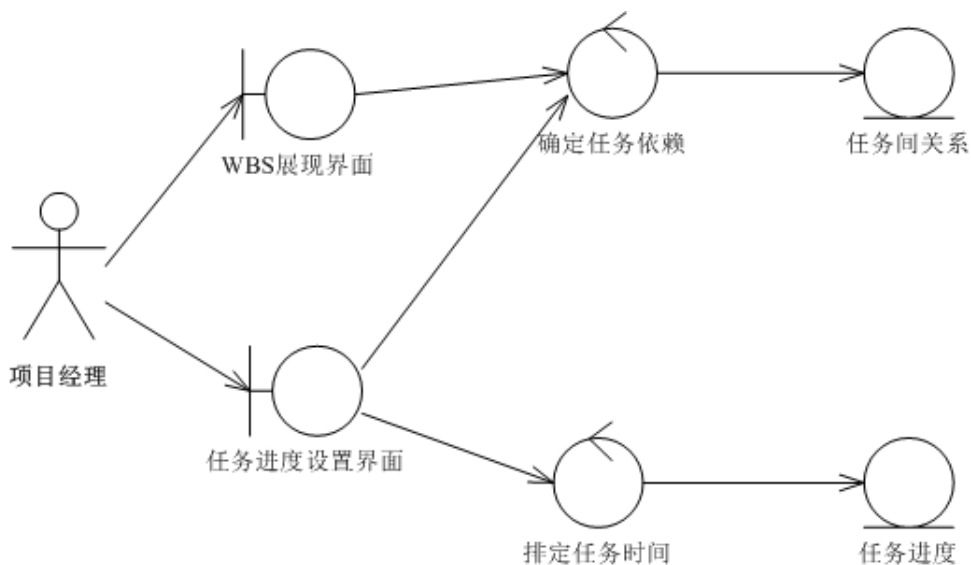 确定任务依赖
任务间关系
WBS展现界面
项目经理
任务进度设置界面
排定任务时间
任务进度